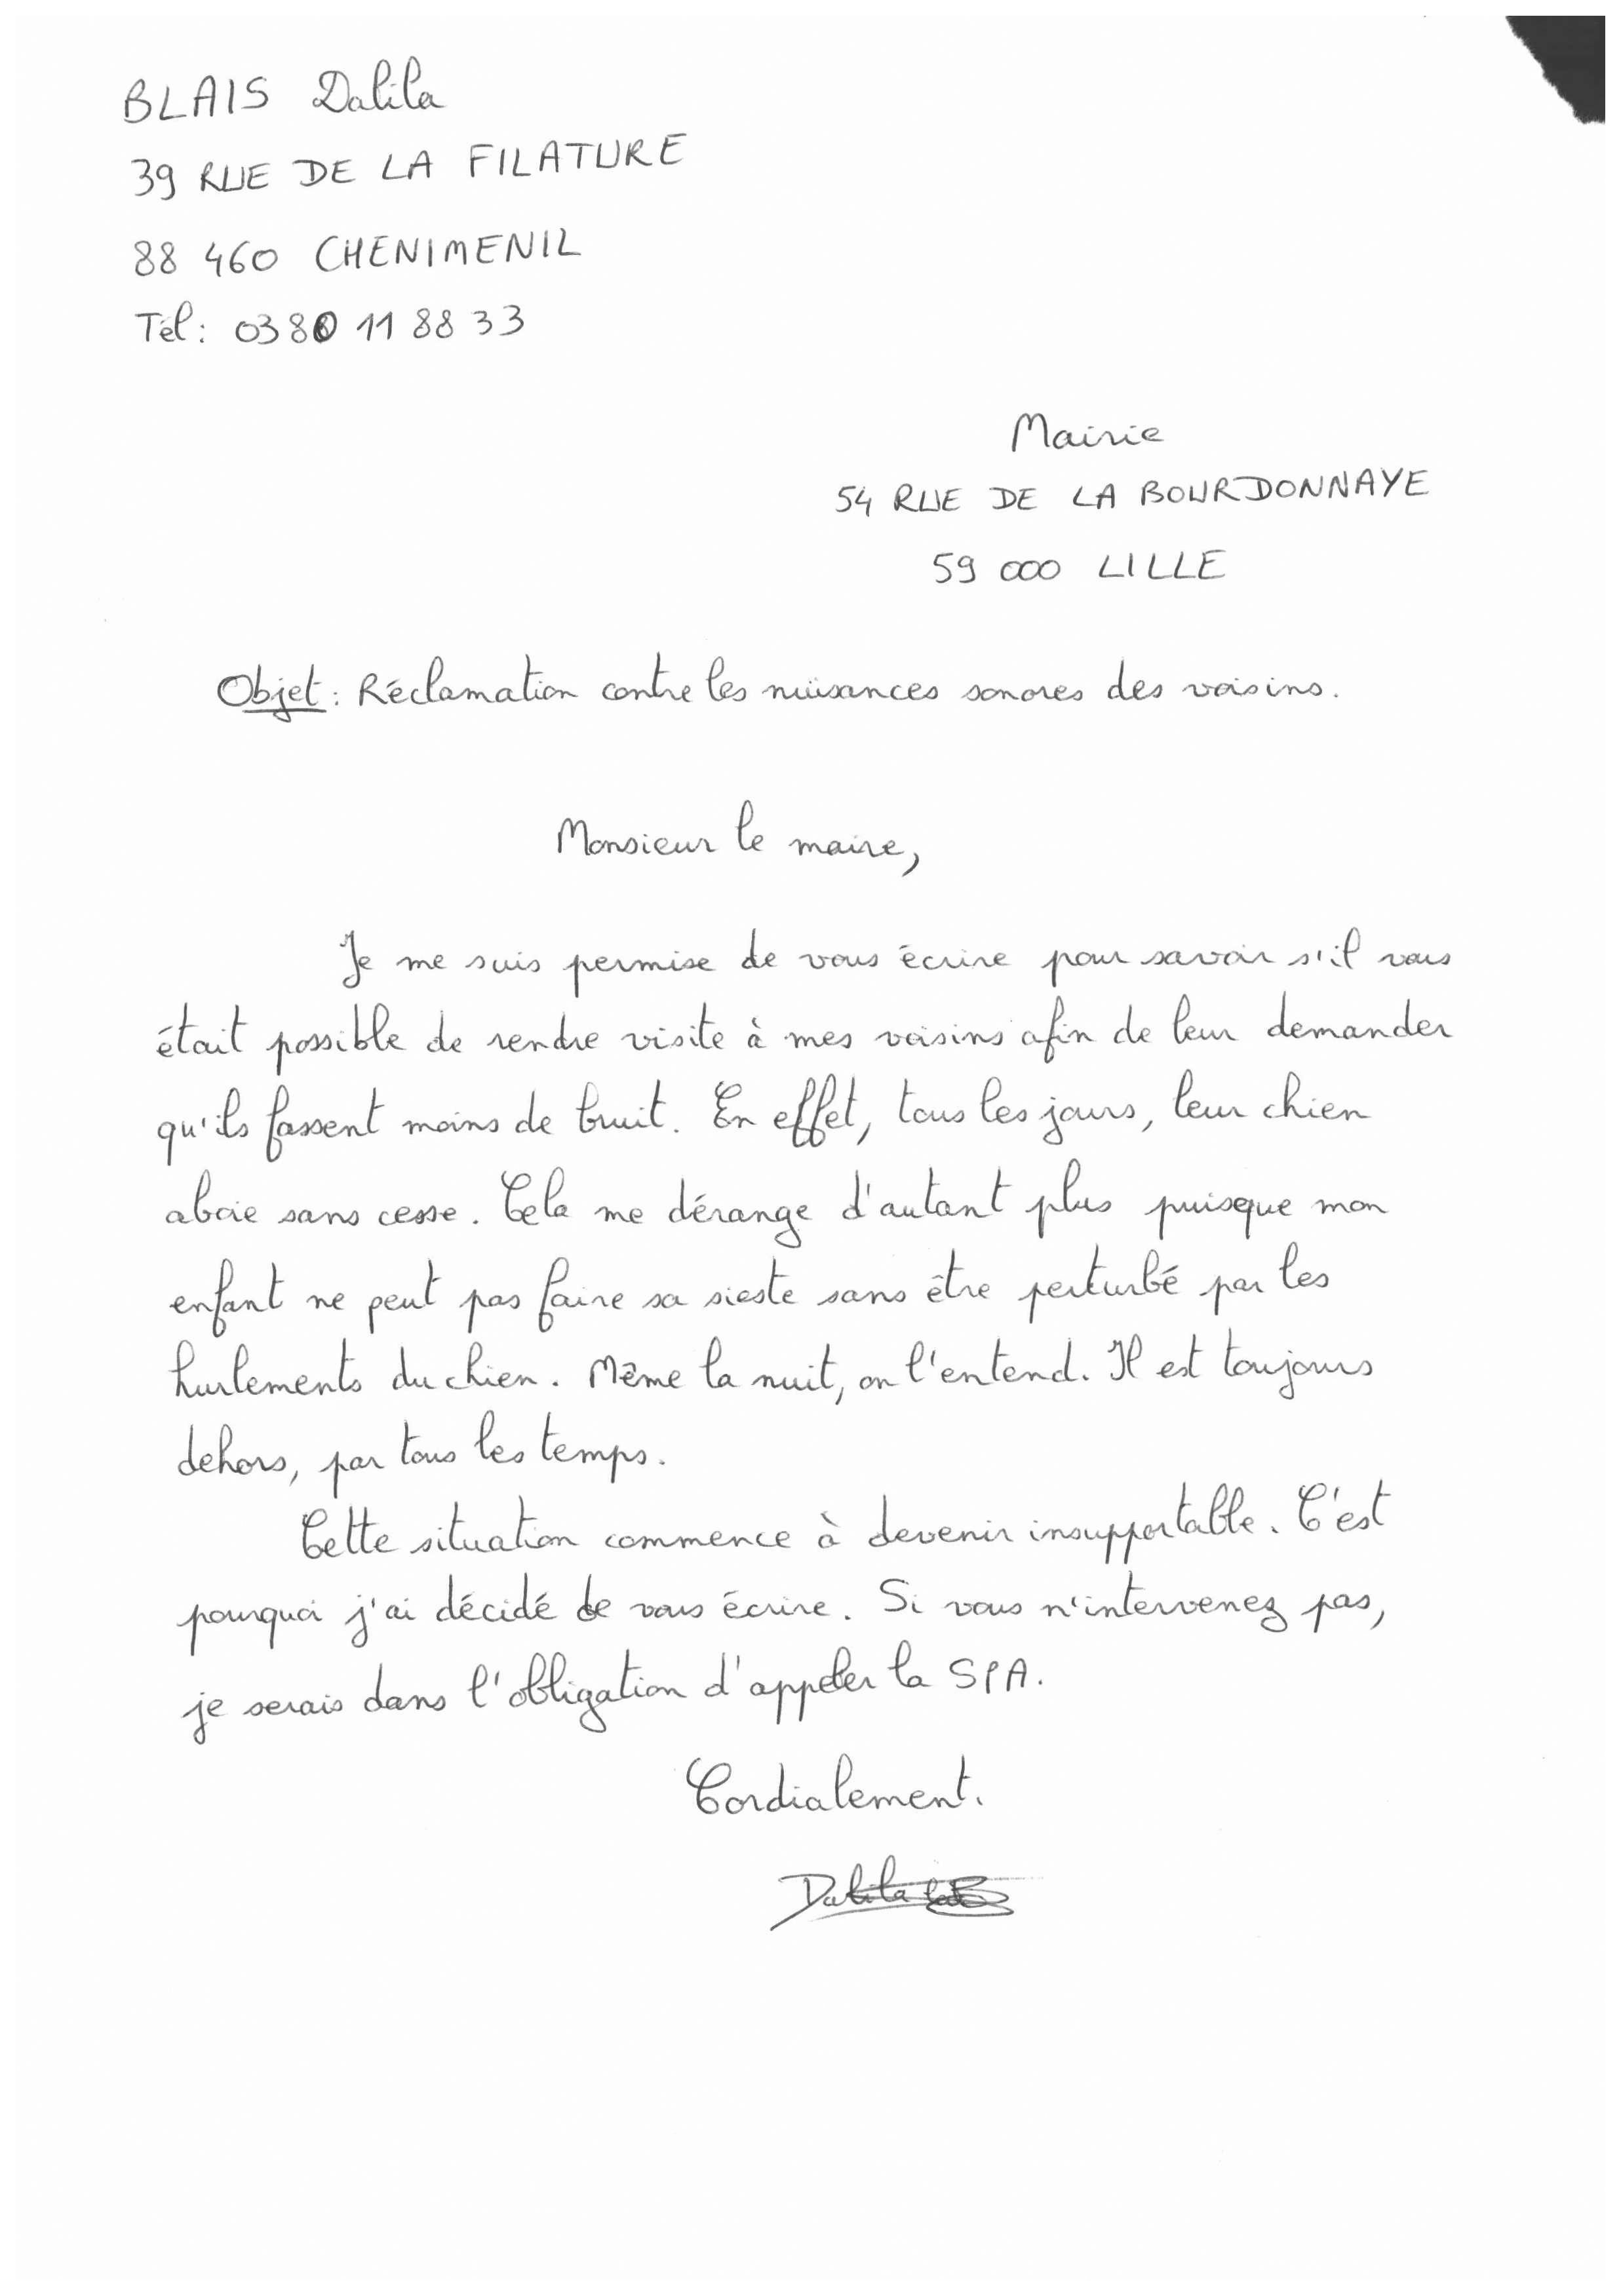 BLAIS Dalila
39 RUE DE LA FILATURE
88 460 CHENIMENIL
Tél: 0380 11 88 33
Mairie
54 RUE DE LA BOURDONNAYE
59 000 LILLE
Objet: Réclamation contre les nuisances sonores des voisins.
Monsieur le maire,
Je me suis permise de vous écrire pour savoir s'il vous
était possible de rendre visite à mes voisins afin de leur demander
qu'ils fassent moins de bruit. En effet, tous les jours, leur chien
aboie sans cesse. Cela me dérange d'autant plus puisque mon
enfant ne peut pas faire sa sieste sans être perturbé par les
hurlements du chien. Même la nuit, on l'entend. Il est toujours
dehors, par tous les temps.
Cette situation commence à devenir insupportable. C'est
pourquoi j'ai décidé de vous écrire. Si vous n'intervenez pas,
je serais dans l'obligation d'appeler la SPA.
Cordialement.
Dalila